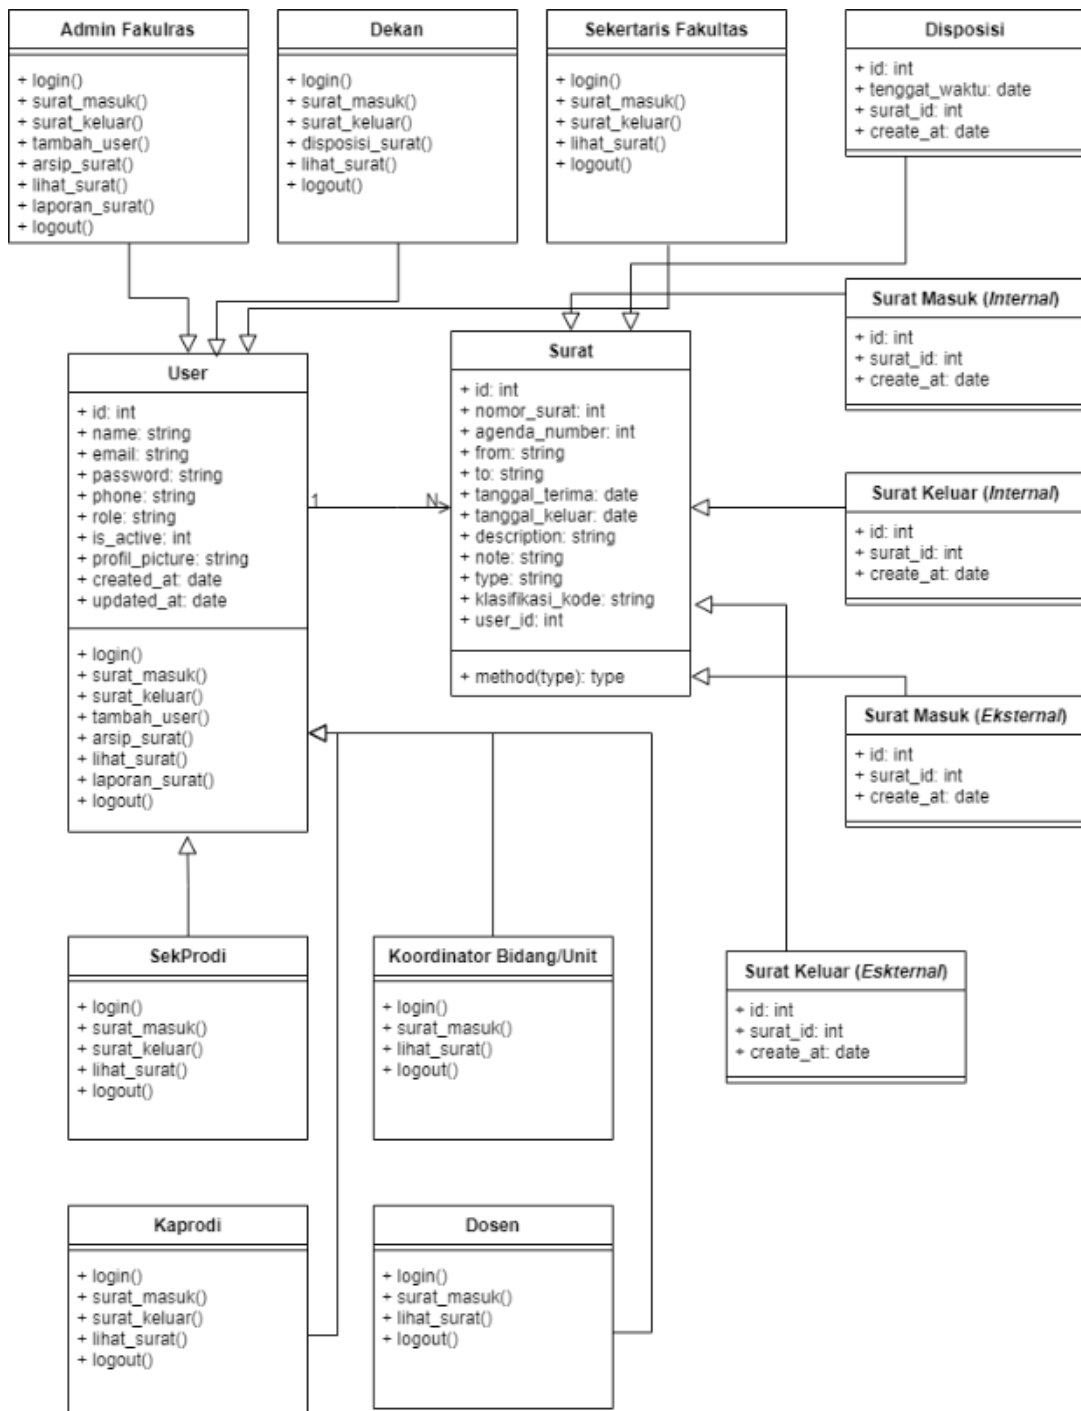 Admin Fakulras
+ login()
+ surat_masuk()
+ surat_keluar()
+ tambah_user()
+ arsip_surat()
+ lihat_surat()
+ laporan_surat()
+ logout()
Dekan
+ login()
+ surat_masuk()
+ surat_keluar()
+ disposisi_surat()
+ lihat_surat()
+ logout()
Sekertaris Fakultas
+ login()
+ surat_masuk()
+ surat_keluar()
+ lihat_surat()
+ logout()
Disposisi
+ id: int
+ tenggat_waktu: date
+ surat_id: int
+ create_at: date
Surat Masuk (Internal)
+ id: int
+ surat_id: int
+ create_at: date
User
+ id: int
+ name: string
+ email: string
+ password: string
+ phone: string
+ role: string
+ is_active: int
+ profil_picture: string
+ created_at: date
+ updated_at: date
+ login()
+ surat_masuk()
+ surat_keluar()
+ tambah_user()
+ arsip_surat()
+ lihat_surat()
+ laporan_surat()
+ logout()
1
N
Surat
+ id: int
+ nomor_surat: int
+ agenda_number: int
+ from: string
+ to: string
+ tanggal_terima: date
+ tanggal_keluar: date
+ description: string
+ note: string
+ type: string
+ klasifikasi_kode: string
+ user_id: int
+ method(type): type
Surat Keluar (Internal)
+ id: int
+ surat_id: int
+ create_at: date
Surat Masuk (Eksternal)
+ id: int
+ surat_id: int
+ create_at: date
SekProdi
+ login()
+ surat_masuk()
+ surat_keluar()
+ lihat_surat()
+ logout()
Koordinator Bidang/Unit
+ login()
+ surat_masuk()
+ lihat_surat()
+ logout()
Surat Keluar (Eskternal)
+ id: int
+ surat_id: int
+ create_at: date
Kaprodi
+ login()
+ surat_masuk()
+ surat_keluar()
+ lihat_surat()
+ logout()
Dosen
+ login()
+ surat_masuk()
+ lihat_surat()
+ logout()